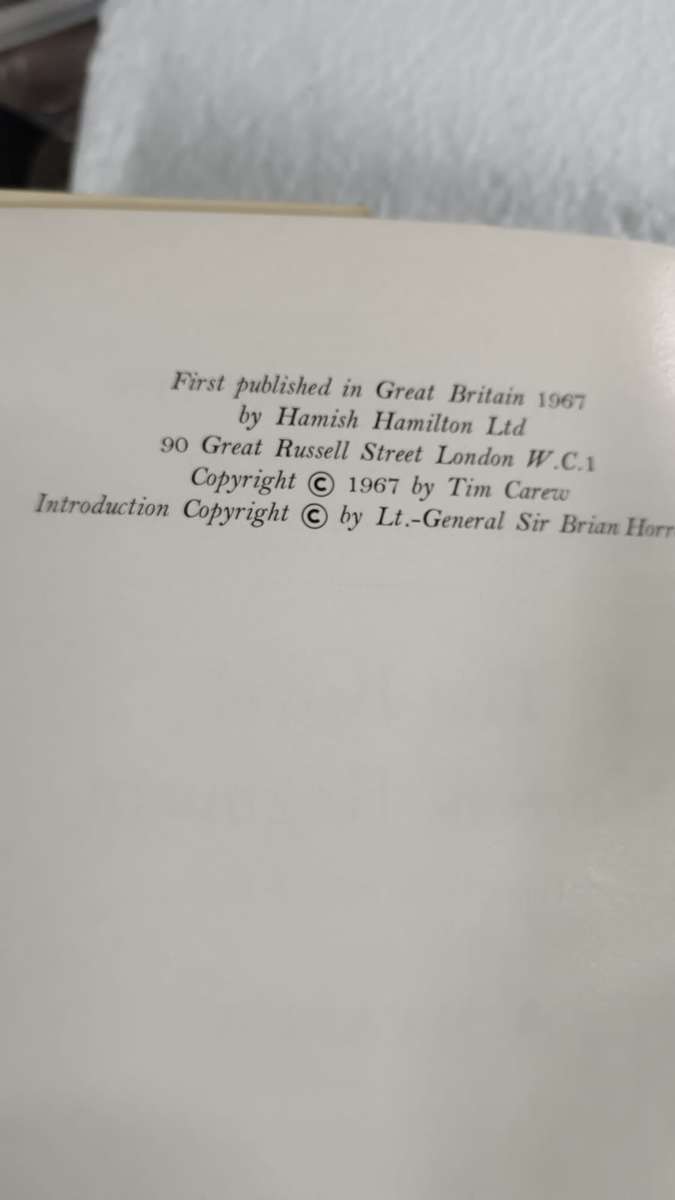 First published in Great Britain 1967
by Hamish Hamilton Ltd
90 Great Russell Street London W.C.1
Copyright © 1967 by Tim Carew
Introduction Copyright © by Lt.-General Sir Brian Horr